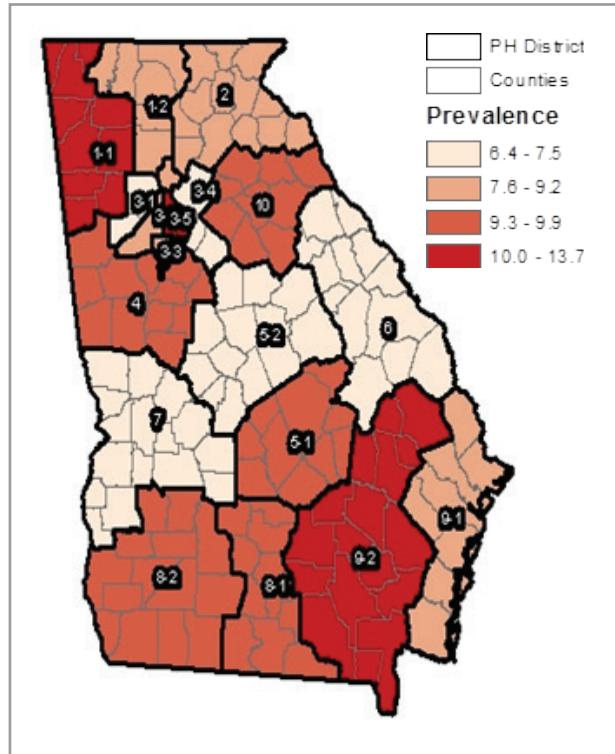 PH District
Counties
Prevalence
6.4 - 7.5
7.6 - 9.2
9.3 - 9.9
10.0 - 13.7
1-2
2
1-1
3-4
3-1
10
3-5
3-3
4
6
5-2
7
5-1
9-1
9-2
8-2
8-1